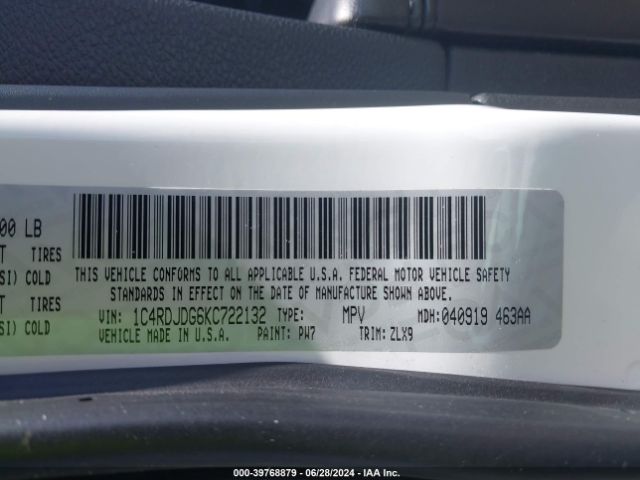 00 LB
T TIRES
SI) COLD
T TIRES
SI) COLD
THIS VEHICLE CONFORMS TO ALL APPLICABLE U.S.A. FEDERAL MOTOR VEHICLE SAFETY
STANDARDS IN EFFECT ON THE DATE OF MANUFACTURE SHOWN ABOVE.
VIN: 1C4RDJDG6KC722132 TYPE: MPV MDH: 040919 463AA
VEHICLE MADE IN U.S.A. PAINT: PW7 TRIM: ZLX9
000-39768879 - 06/28/2024 - IAA Inc.